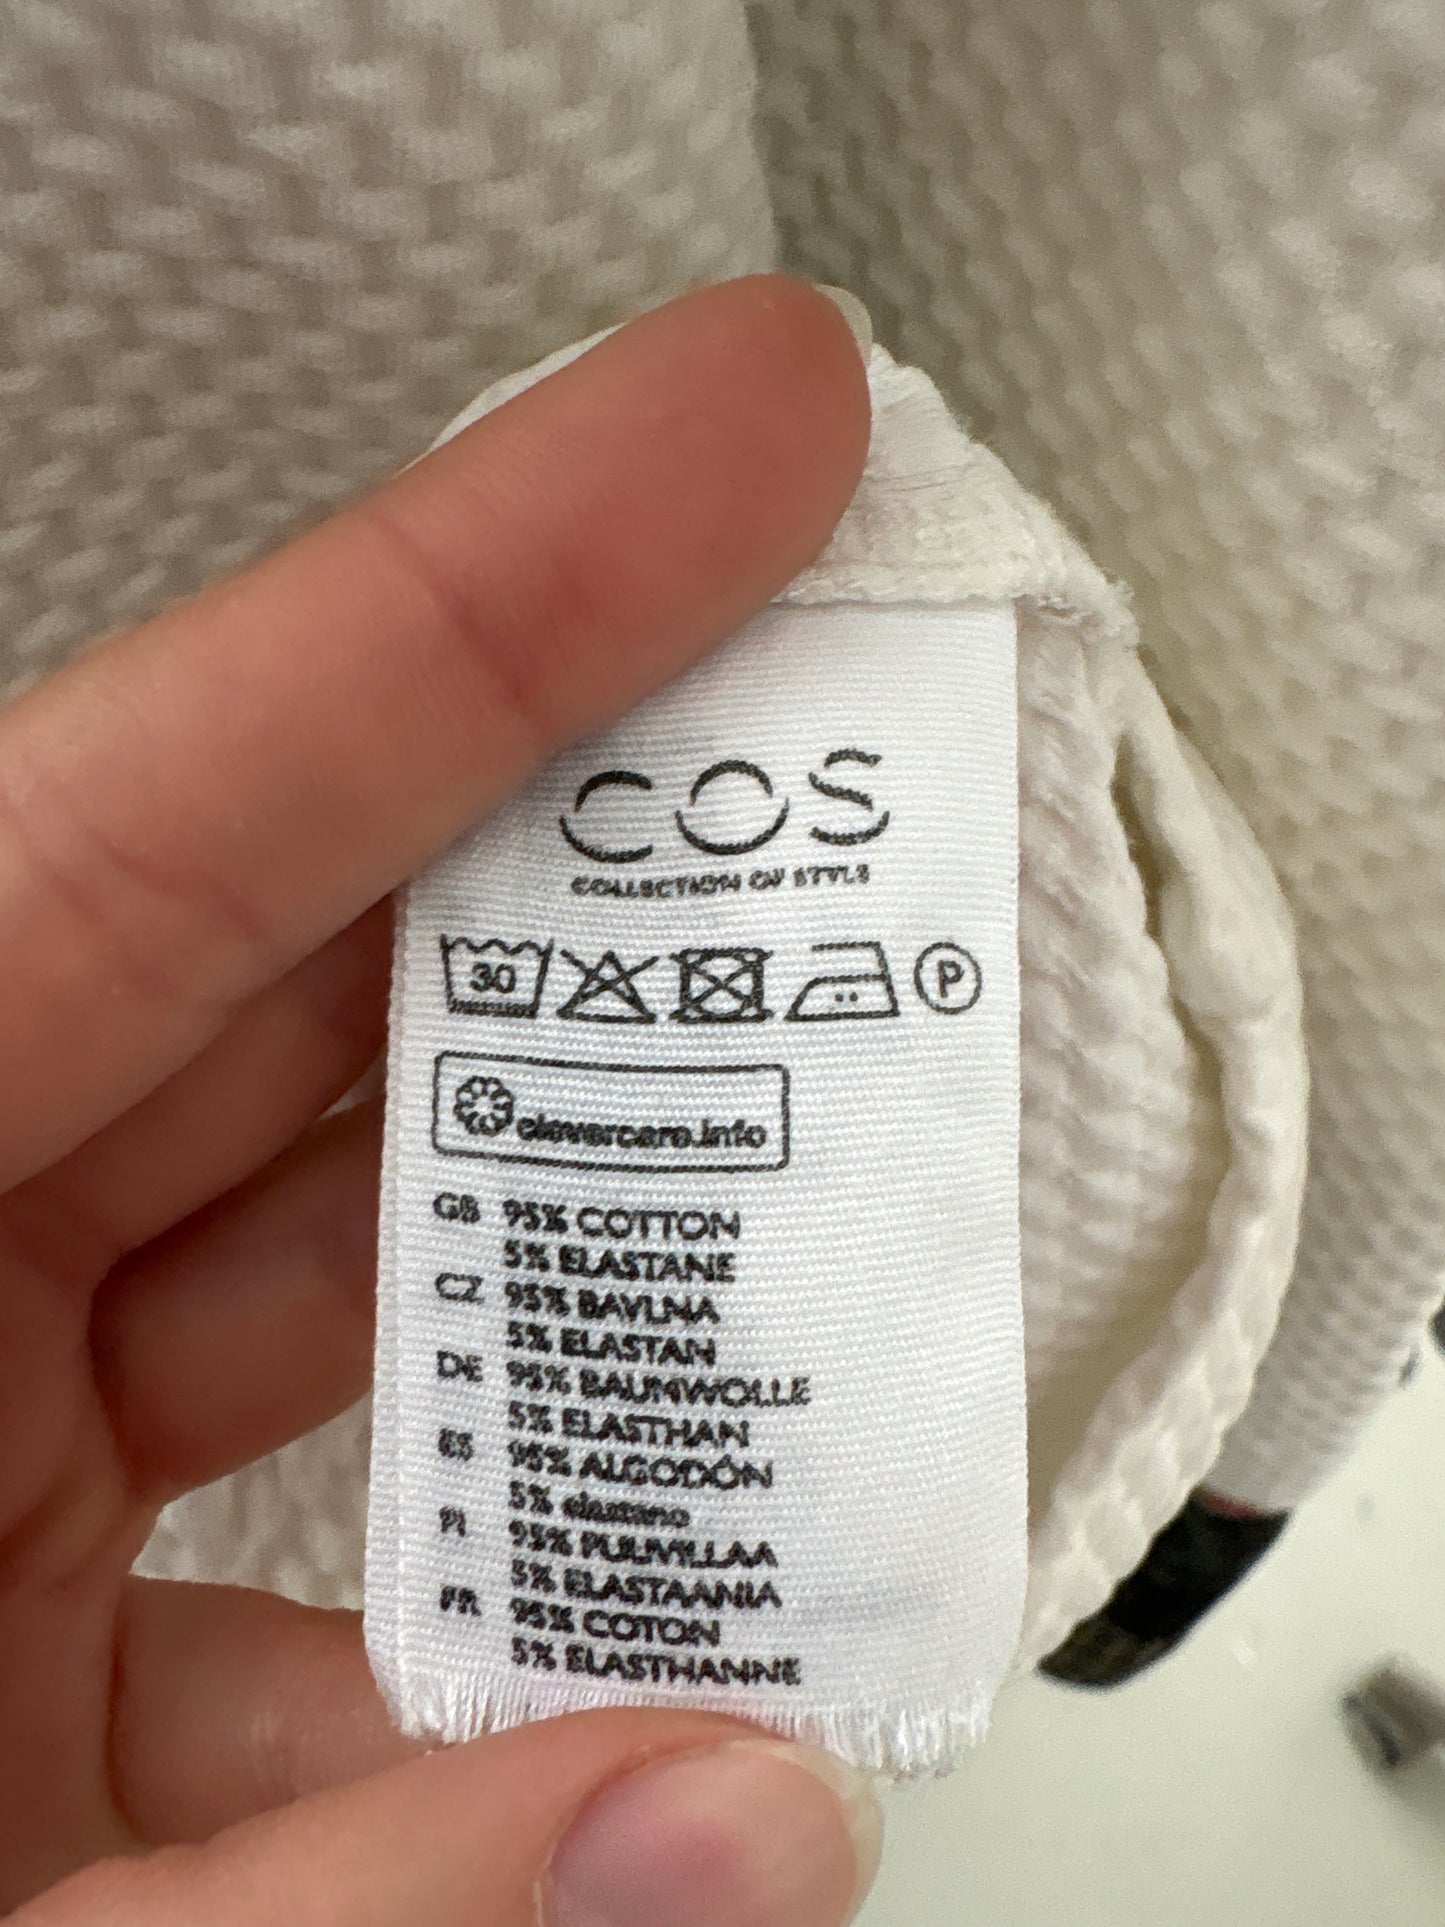 COS
COLLECTION OF STYLE
30
P
clevercare.info
GB 95% COTTON
5% ELASTANE
CZ 95% BAVLNA
5% ELASTAN
DE 95% BAUMWOLLE
5% ELASTHAN
ES 95% ALGODÓN
5% elastano
FI 95% PUUVILLAA
5% ELASTAANIA
FR 95% COTON
5% ELASTHANNE